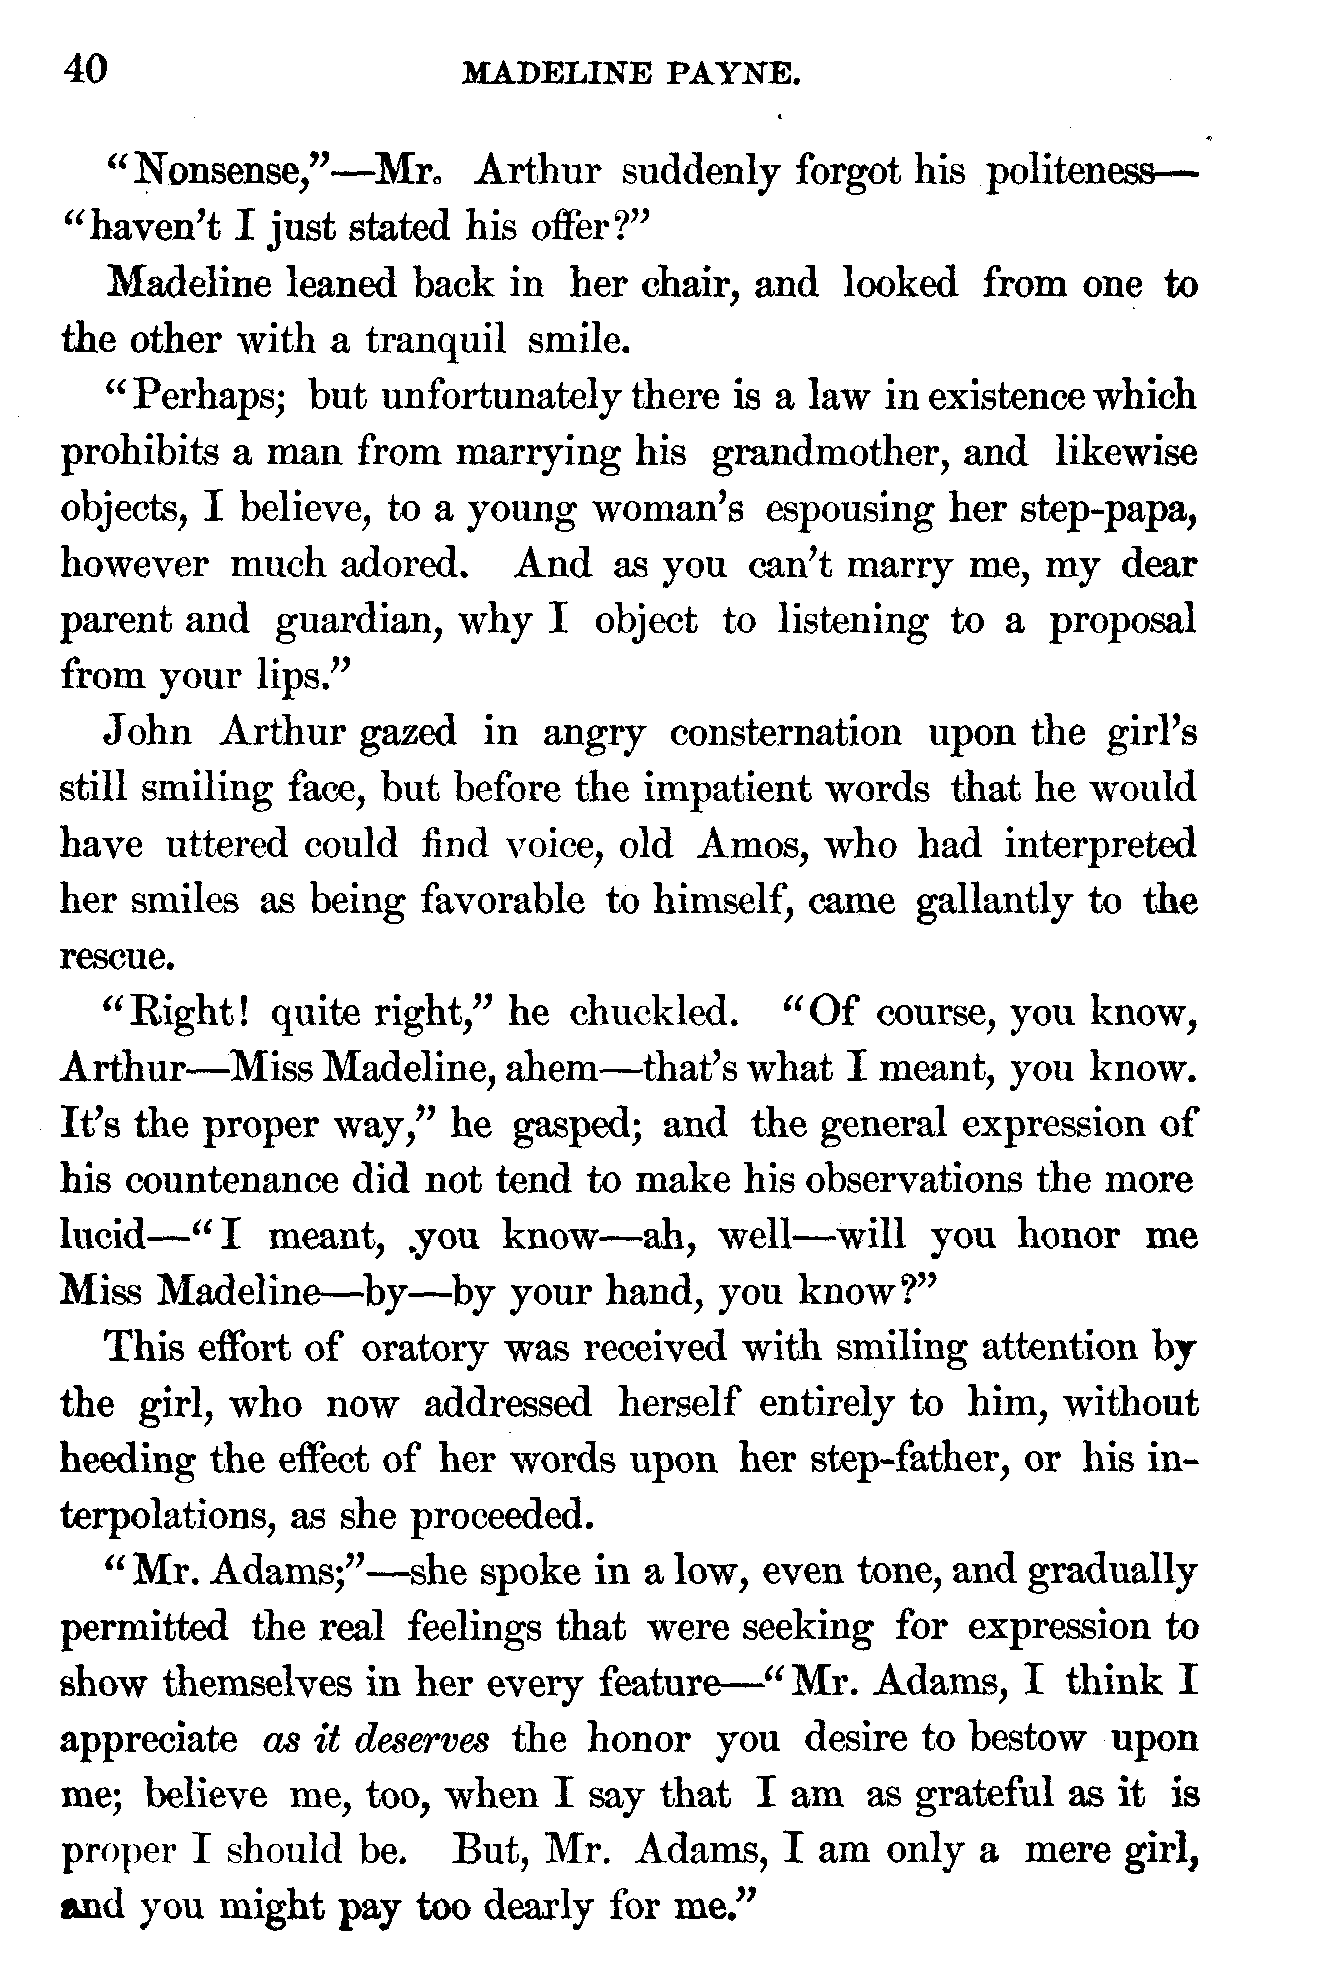 40 MADELINE PAYNE.
“Nonsense,”—Mr. Arthur suddenly forgot his politeness—
“haven’t I just stated his offer?”
Madeline leaned back in her chair, and looked from one to
the other with a tranquil smile.
“Perhaps; but unfortunately there is a law in existence which
prohibits a man from marrying his grandmother, and likewise
objects, I believe, to a young woman’s espousing her step-papa,
however much adored. And as you can’t marry me, my dear
parent and guardian, why I object to listening to a proposal
from your lips.”
John Arthur gazed in angry consternation upon the girl’s
still smiling face, but before the impatient words that he would
have uttered could find voice, old Amos, who had interpreted
her smiles as being favorable to himself, came gallantly to the
rescue.
“Right! quite right,” he chuckled. “Of course, you know,
Arthur—Miss Madeline, ahem—that’s what I meant, you know.
It’s the proper way,” he gasped; and the general expression of
his countenance did not tend to make his observations the more
lucid—“I meant, you know—ah, well—will you honor me
Miss Madeline—by—by your hand, you know?”
This effort of oratory was received with smiling attention by
the girl, who now addressed herself entirely to him, without
heeding the effect of her words upon her step-father, or his in-
terpolations, as she proceeded.
“Mr. Adams;”—she spoke in a low, even tone, and gradually
permitted the real feelings that were seeking for expression to
show themselves in her every feature—“Mr. Adams, I think I
appreciate as it deserves the honor you desire to bestow upon
me; believe me, too, when I say that I am as grateful as it is
proper I should be. But, Mr. Adams, I am only a mere girl,
and you might pay too dearly for me.”